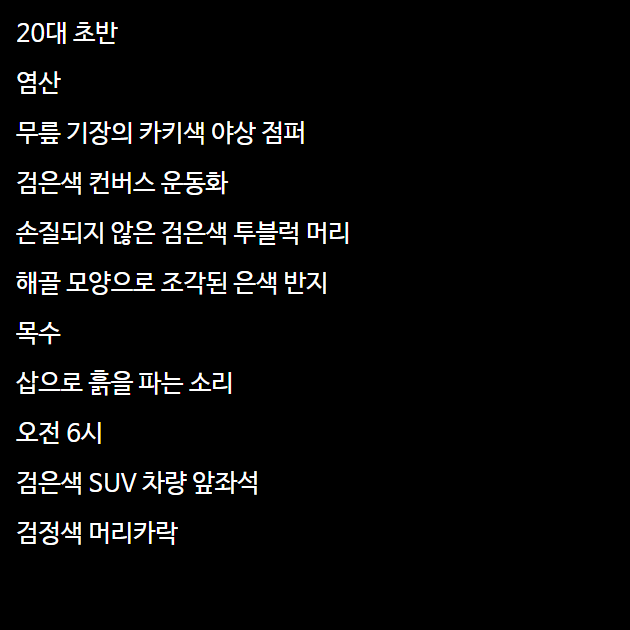 20대 초반
염산
무릎 기장의 카키색 야상 점퍼
검은색 컨버스 운동화
손질되지 않은 검은색 투블럭 머리
해골 모양으로 조각된 은색 반지
목수
삽으로 흙을 파는 소리
오전 6시
검은색 SUV 차량 앞좌석
검정색 머리카락